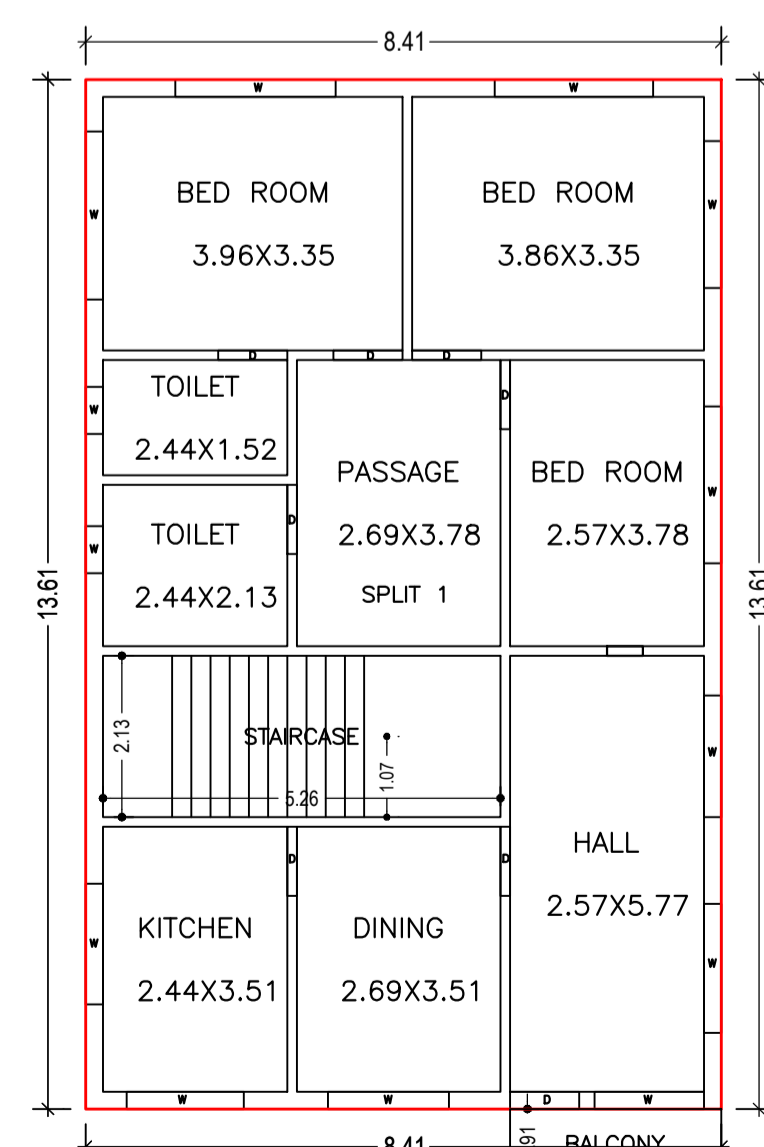 8.41
W
W
BED ROOM
BED ROOM
W
W
3.96X3.35
3.86X3.35
D
D
D
TOILET
D
W
2.44X1.52
PASSAGE
BED ROOM
W
D
TOILET
W
2.69X3.78
2.57X3.78
2.44X2.13
SPLIT 1
13.61
13.61
2.13
STAIRCASE
W
1.07
5.26
D
D
HALL
2.57X5.77
KITCHEN
DINING
W
W
2.44X3.51
2.69X3.51
W
W
D
W
8.41
.91
BALCONY